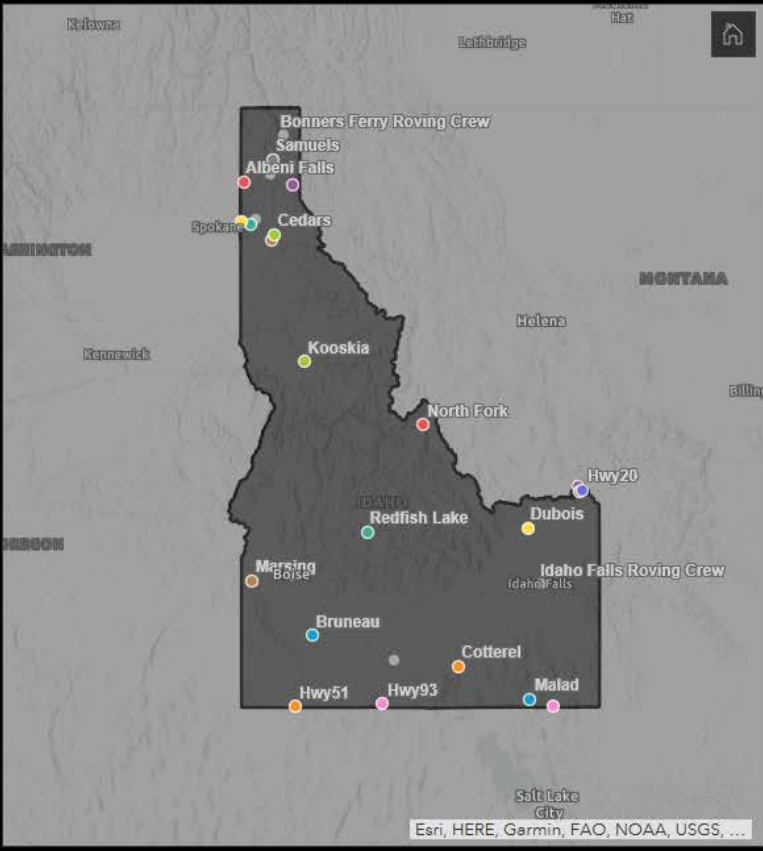 Kelowna
Medicine
Hat
Lethbridge
Bonners Ferry Roving Crew
Samuels
Albeni Falls
Spokane
Cedars
WASHINGTON
MONTANA
Helena
Kooskia
Kennewick
Billing
North Fork
Hwy20
IDAHO
Redfish Lake
Dubois
OREGON
Marsing
Boise
Idaho Falls Roving Crew
Idaho Falls
Bruneau
Cotterel
Hwy51
Hwy93
Malad
Salt Lake
City
Esri, HERE, Garmin, FAO, NOAA, USGS, ...